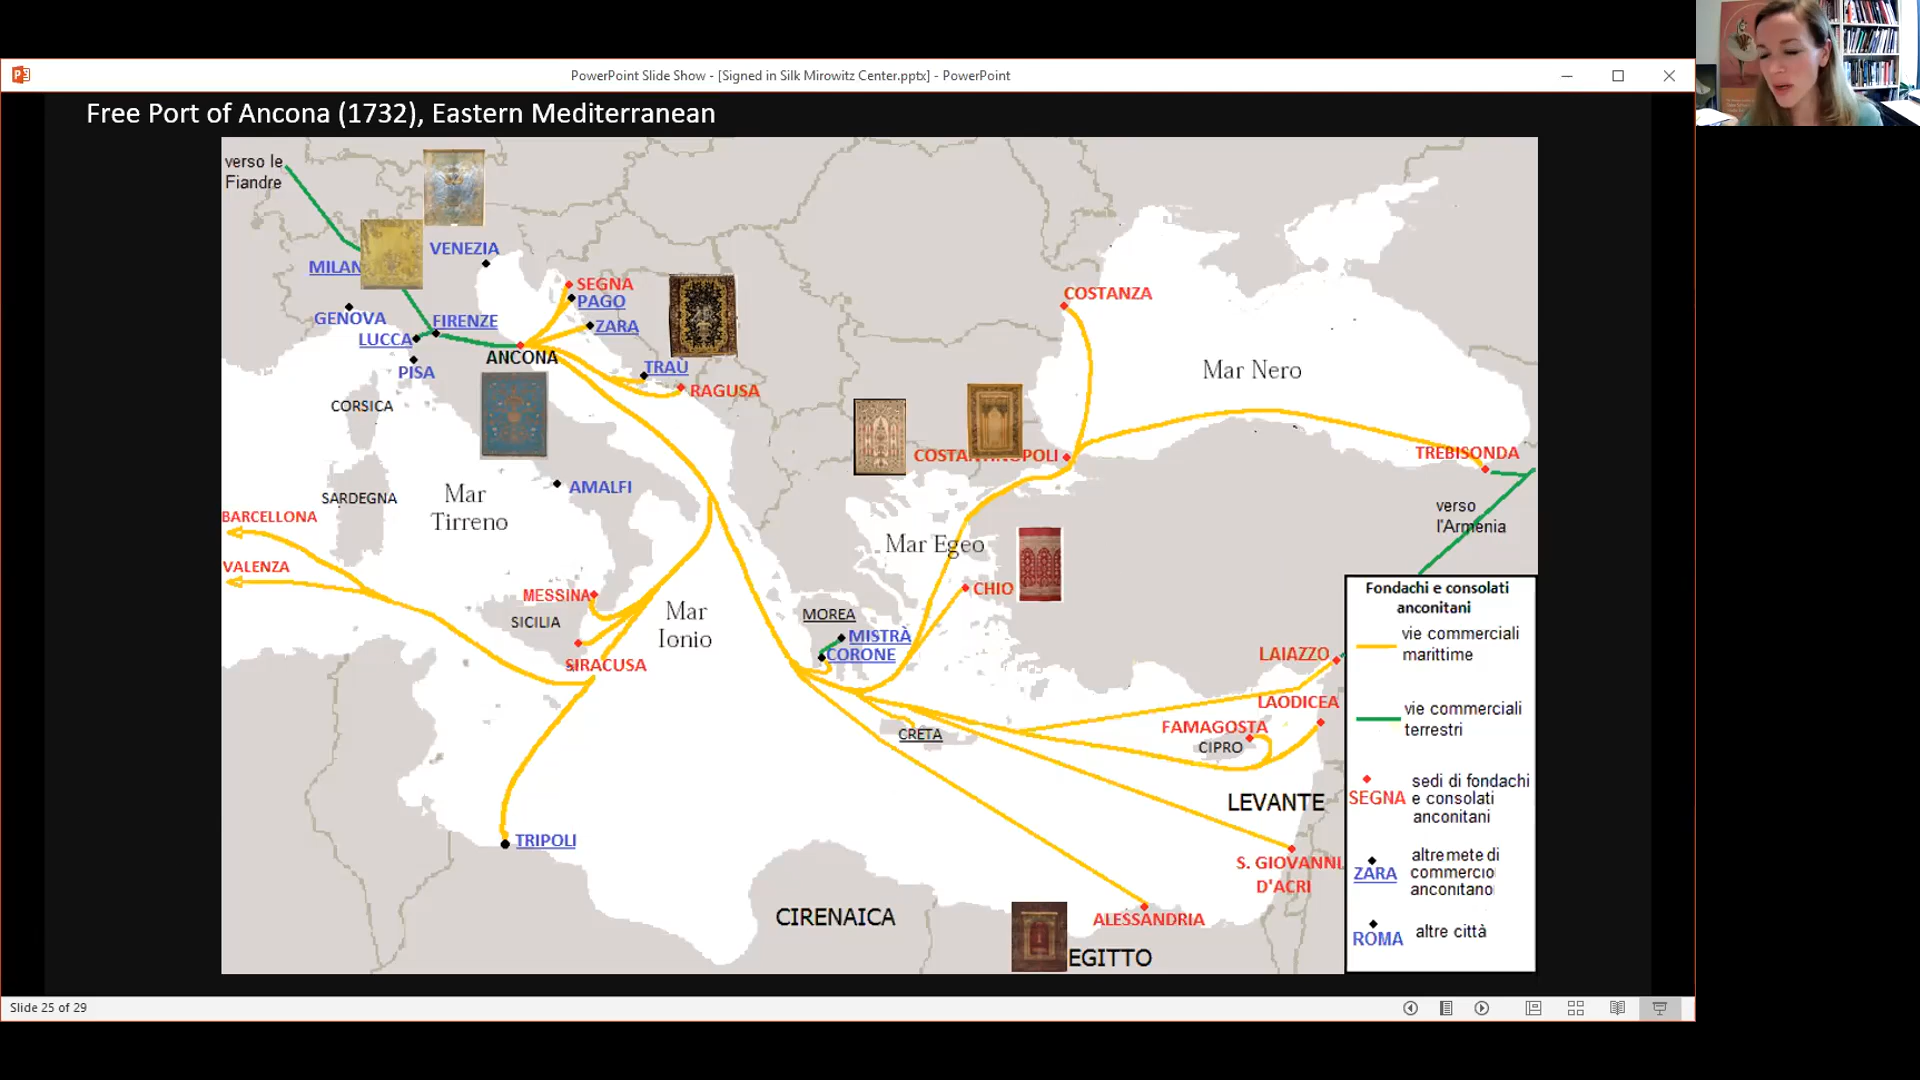 PowerPoint Slide Show - [Signed in Silk Mirowitz Center.pptx] - PowerPoint
Free Port of Ancona (1732), Eastern Mediterranean
verso le
Fiandre
VENEZIA
MILAN
SEGNA
PAGO
COSTANZA
GENOVA
FIRENZE
ZARA
LUCCA
ANCONA
PISA
TRAÙ
RAGUSA
Mar Nero
CORSICA
COSTANTINOPOLI
TREBISONDA
SARDEGNA
Mar
Tirreno
AMALFI
verso
l'Armenia
BARCELLONA
Mar Egeo
VALENZA
MESSINA
SICILIA
Mar
Ionio
CHIO
MOREA
MISTRÀ
CORONE
SIRACUSA
LAIAZZO
LAODICEA
FAMAGOSTA
CIPRO
CRETA
LEVANTE
TRIPOLI
S. GIOVANNI
D'ACRI
CIRENAICA
ALESSANDRIA
EGITTO
Fondachi e consolati
anconitani
vie commerciali
marittime
vie commerciali
terrestri
SEGNA
sedi di fondachi
e consolati
anconitani
ZARA
altre mete di
commercio
anconitano
ROMA
altre città
Slide 25 of 29